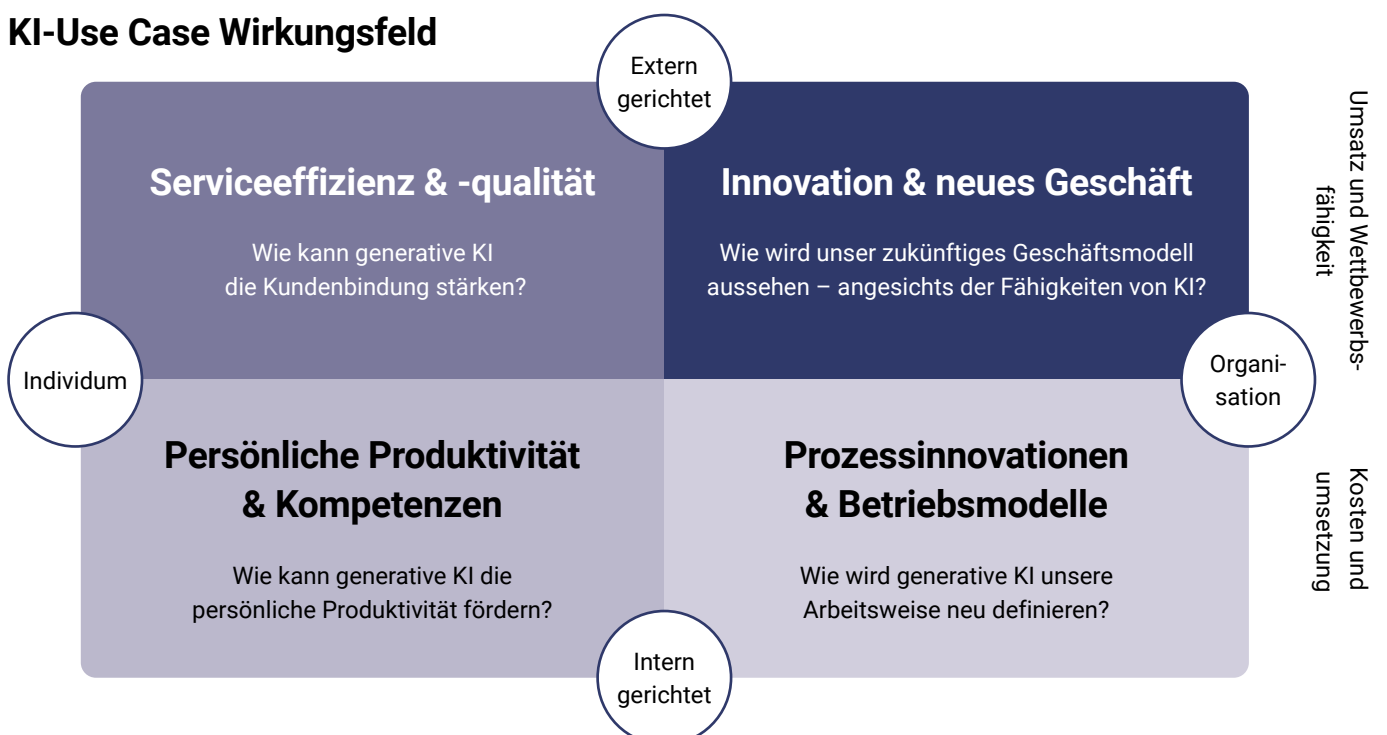 KI-Use Case Wirkungsfeld
Extern
gerichtet
Serviceeffizienz & -qualität
Wie kann generative KI
die Kundenbindung stärken?
Innovation & neues Geschäft
Wie wird unser zukünftiges Geschäftsmodell
aussehen – angesichts der Fähigkeiten von KI?
Umsatz und Wettbewerbs-
fähigkeit
Individum
Organi-
sation
Persönliche Produktivität
& Kompetenzen
Wie kann generative KI die
persönliche Produktivität fördern?
Prozessinnovationen
& Betriebsmodelle
Wie wird generative KI unsere
Arbeitsweise neu definieren?
Kosten und
umsetzung
Intern
gerichtet